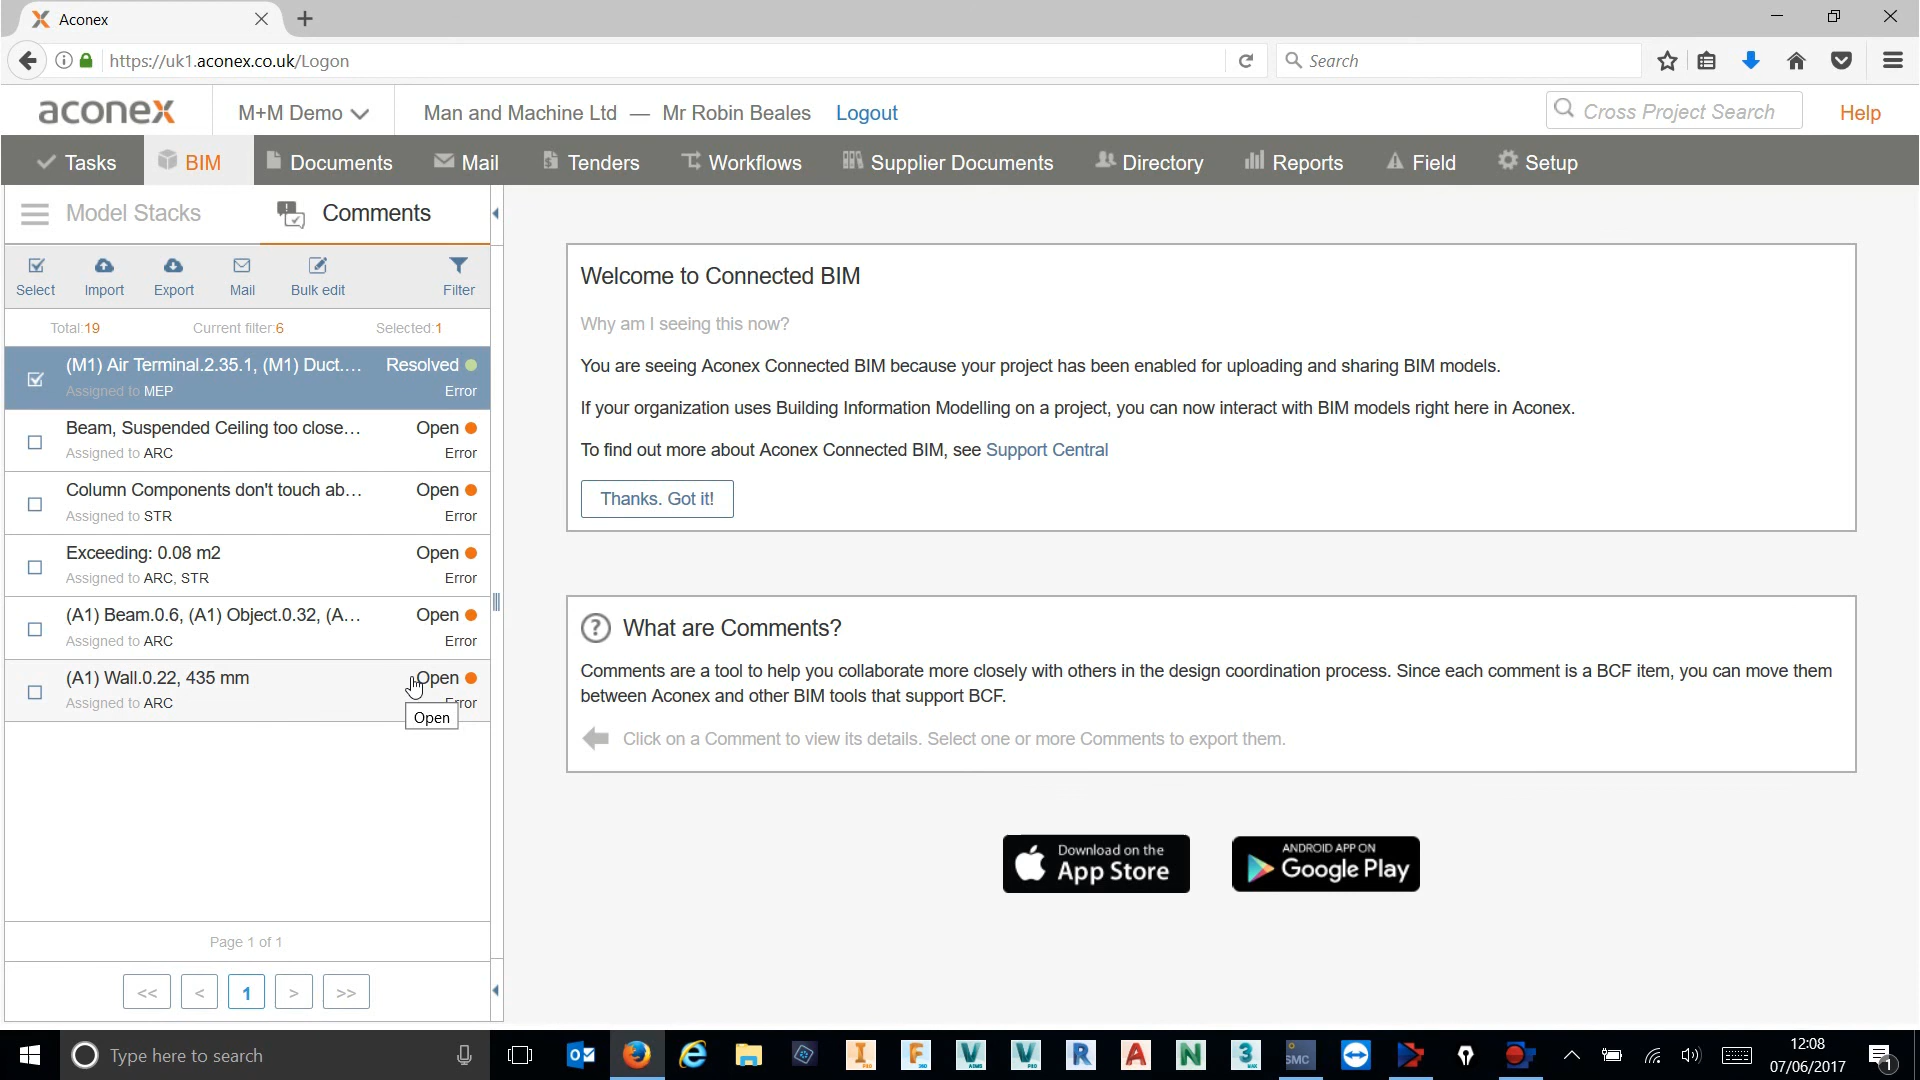 Aconex
https://uk1.aconex.co.uk/Logon
Search
aconex
M+M Demo
Man and Machine Ltd — Mr Robin Beales
Logout
Cross Project Search
Help
Tasks
BIM
Documents
Mail
Tenders
Workflows
Supplier Documents
Directory
Reports
Field
Setup
Model Stacks
Comments
Select
Import
Export
Mail
Bulk edit
Filter
Total:19
Current filter:6
Selected:1
(M1) Air Terminal.2.35.1, (M1) Duct....
Resolved
Assigned to MEP
Error
Beam, Suspended Ceiling too close...
Open
Assigned to ARC
Error
Column Components don't touch ab...
Open
Assigned to STR
Error
Exceeding: 0.08 m2
Open
Assigned to ARC, STR
Error
(A1) Beam.0.6, (A1) Object.0.32, (A...
Open
Assigned to ARC
Error
(A1) Wall.0.22, 435 mm
Open
Assigned to ARC
Error
Open
Page 1 of 1
<<
<
1
>
>>
Welcome to Connected BIM
Why am I seeing this now?
You are seeing Aconex Connected BIM because your project has been enabled for uploading and sharing BIM models.
If your organization uses Building Information Modelling on a project, you can now interact with BIM models right here in Aconex.
To find out more about Aconex Connected BIM, see Support Central
Thanks. Got it!
What are Comments?
Comments are a tool to help you collaborate more closely with others in the design coordination process. Since each comment is a BCF item, you can move them
between Aconex and other BIM tools that support BCF.
Click on a Comment to view its details. Select one or more Comments to export them.
Download on the
App Store
ANDROID APP ON
Google Play
Type here to search
SMC
12:08
07/06/2017
1